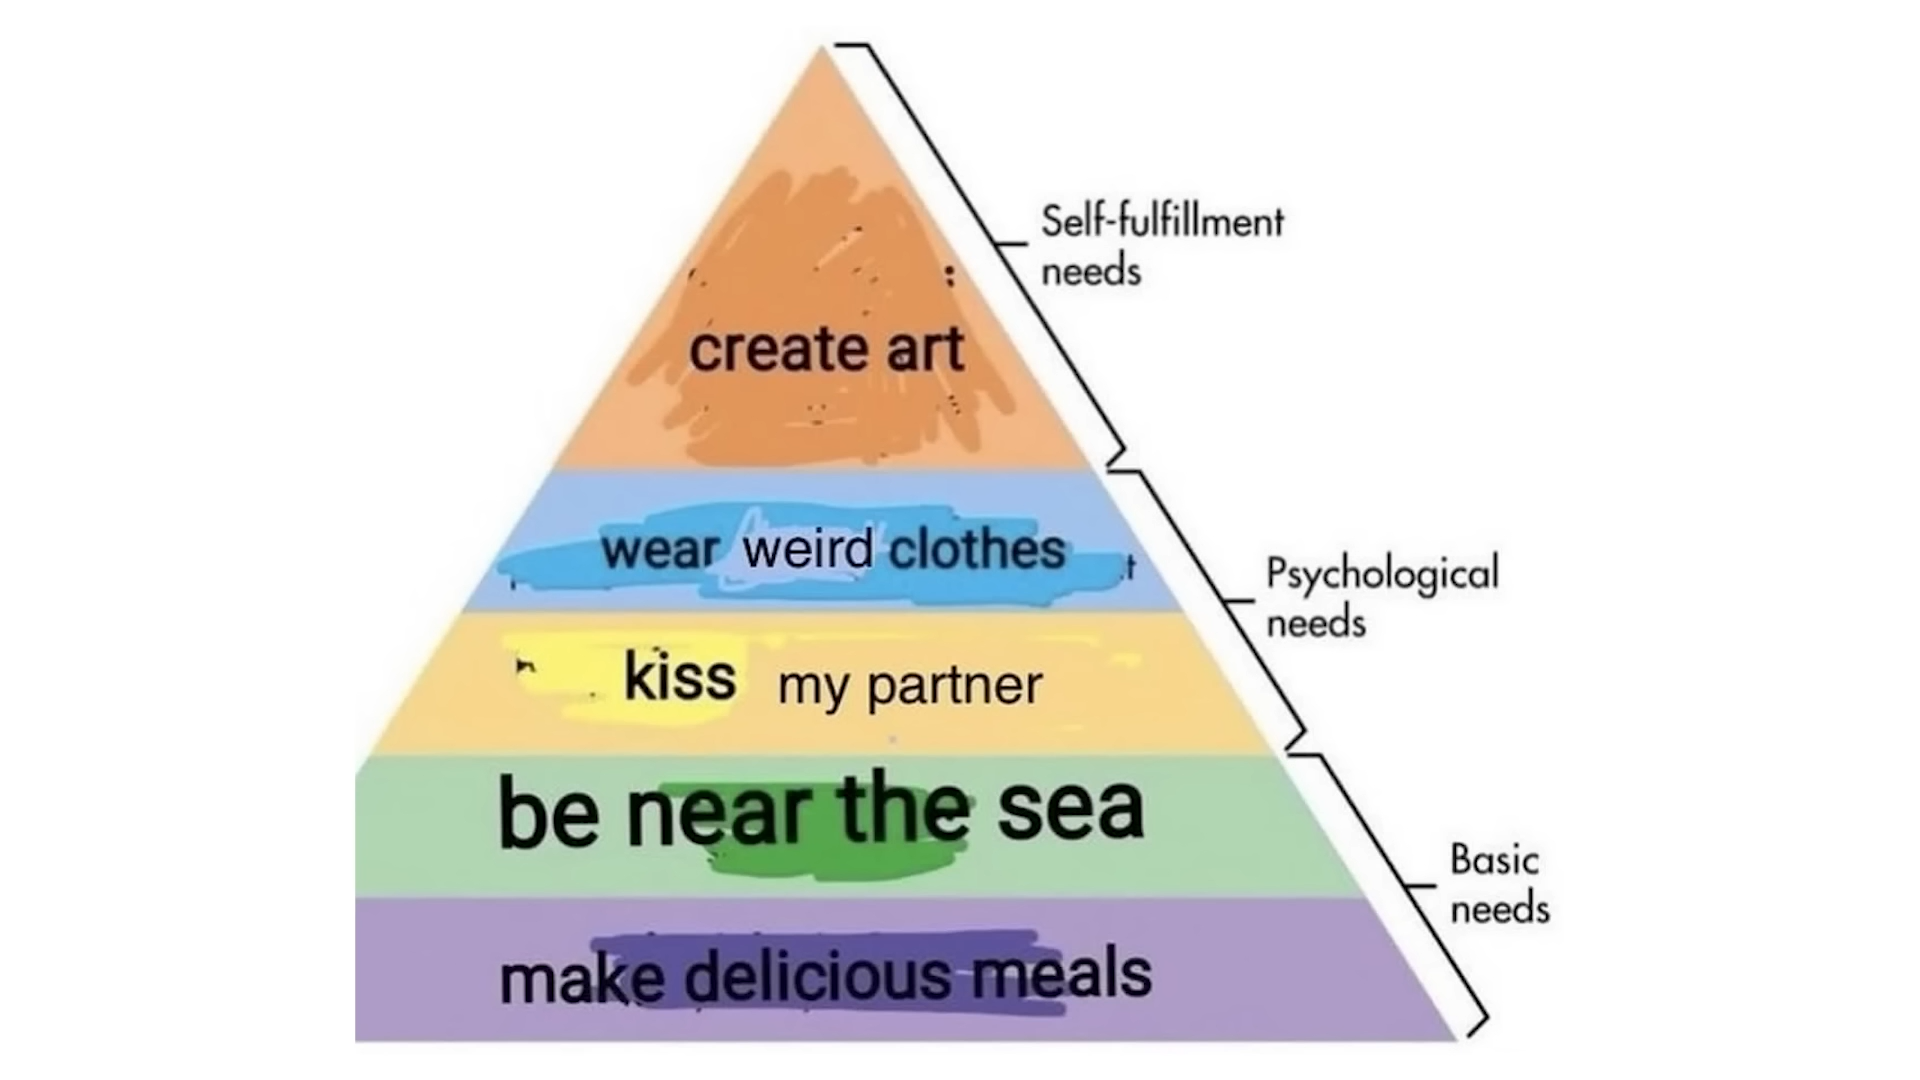 create art
Self-fulfillment
needs
wear weird clothes
Psychological
needs
kiss my partner
be near the sea
Basic
needs
make delicious meals